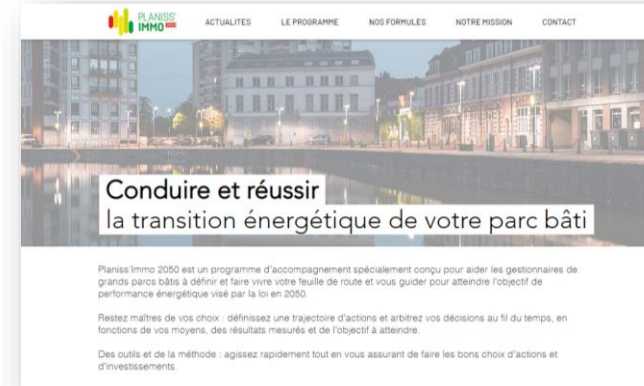 PLANISS'
IMMO 2050
ACTUALITES LE PROGRAMME NOS FORMULES NOTRE MISSION CONTACT
Conduire et réussir
la transition énergétique de votre parc bâti
Planiss'Immo 2050 est un programme d'accompagnement spécialement conçu pour aider les gestionnaires de
grands parcs bâtis à définir et faire vivre votre feuille de route et vous guider pour atteindre l'objectif de
performance énergétique visé par la loi en 2050.
Restez maîtres de vos choix : définissez une trajectoire d'actions et arbitrez vos décisions au fil du temps, en
fonctions de vos moyens, des résultats mesurés et de l'objectif à atteindre.
Des outils et de la méthode : agissez rapidement tout en vous assurant de faire les bons choix d'actions et
d'investissements.